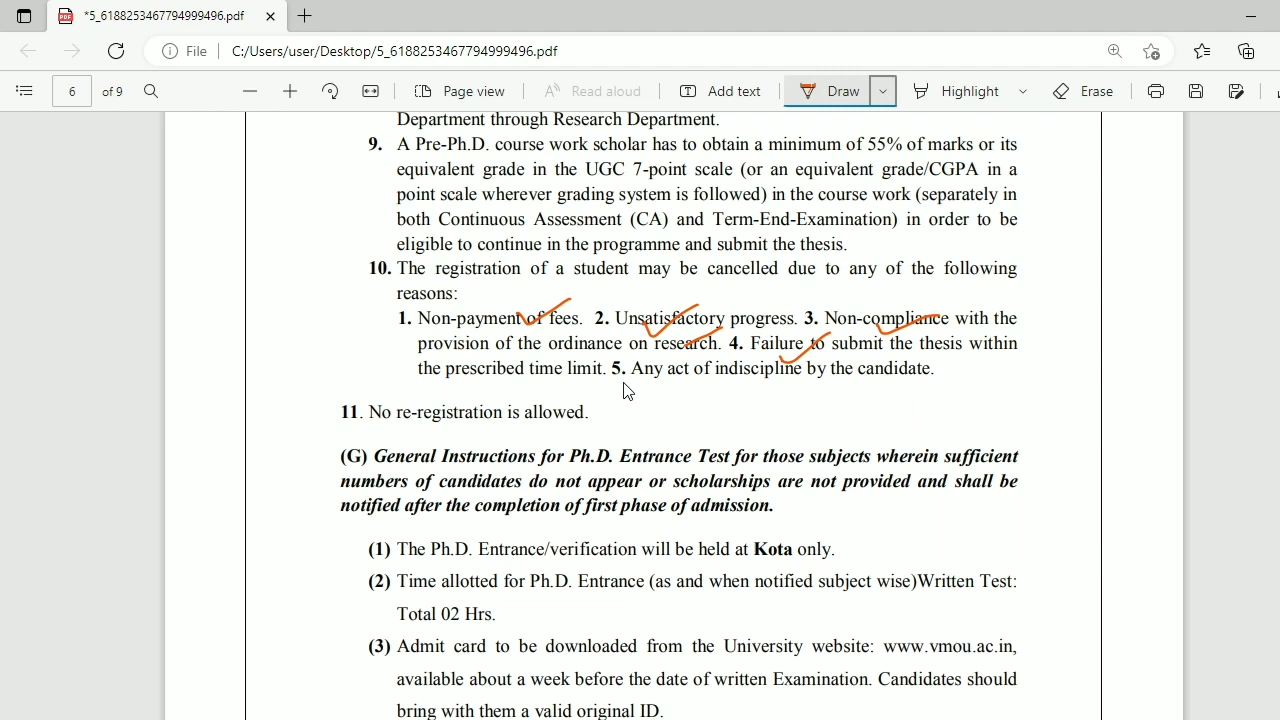 *5_6188253467794999496.pdf
File C:/Users/user/Desktop/5_6188253467794999496.pdf
6 of 9 Page view Read aloud Add text Draw Highlight Erase
Department through Research Department.
9. A Pre-Ph.D. course work scholar has to obtain a minimum of 55% of marks or its
equivalent grade in the UGC 7-point scale (or an equivalent grade/CGPA in a
point scale wherever grading system is followed) in the course work (separately in
both Continuous Assessment (CA) and Term-End-Examination) in order to be
eligible to continue in the programme and submit the thesis.
10. The registration of a student may be cancelled due to any of the following
reasons:
1. Non-payment of fees. 2. Unsatisfactory progress. 3. Non-compliance with the
provision of the ordinance on research. 4. Failure to submit the thesis within
the prescribed time limit. 5. Any act of indiscipline by the candidate.
11. No re-registration is allowed.
(G) General Instructions for Ph.D. Entrance Test for those subjects wherein sufficient
numbers of candidates do not appear or scholarships are not provided and shall be
notified after the completion of first phase of admission.
(1) The Ph.D. Entrance/verification will be held at Kota only.
(2) Time allotted for Ph.D. Entrance (as and when notified subject wise)Written Test:
Total 02 Hrs.
(3) Admit card to be downloaded from the University website: www.vmou.ac.in,
available about a week before the date of written Examination. Candidates should
bring with them a valid original ID.